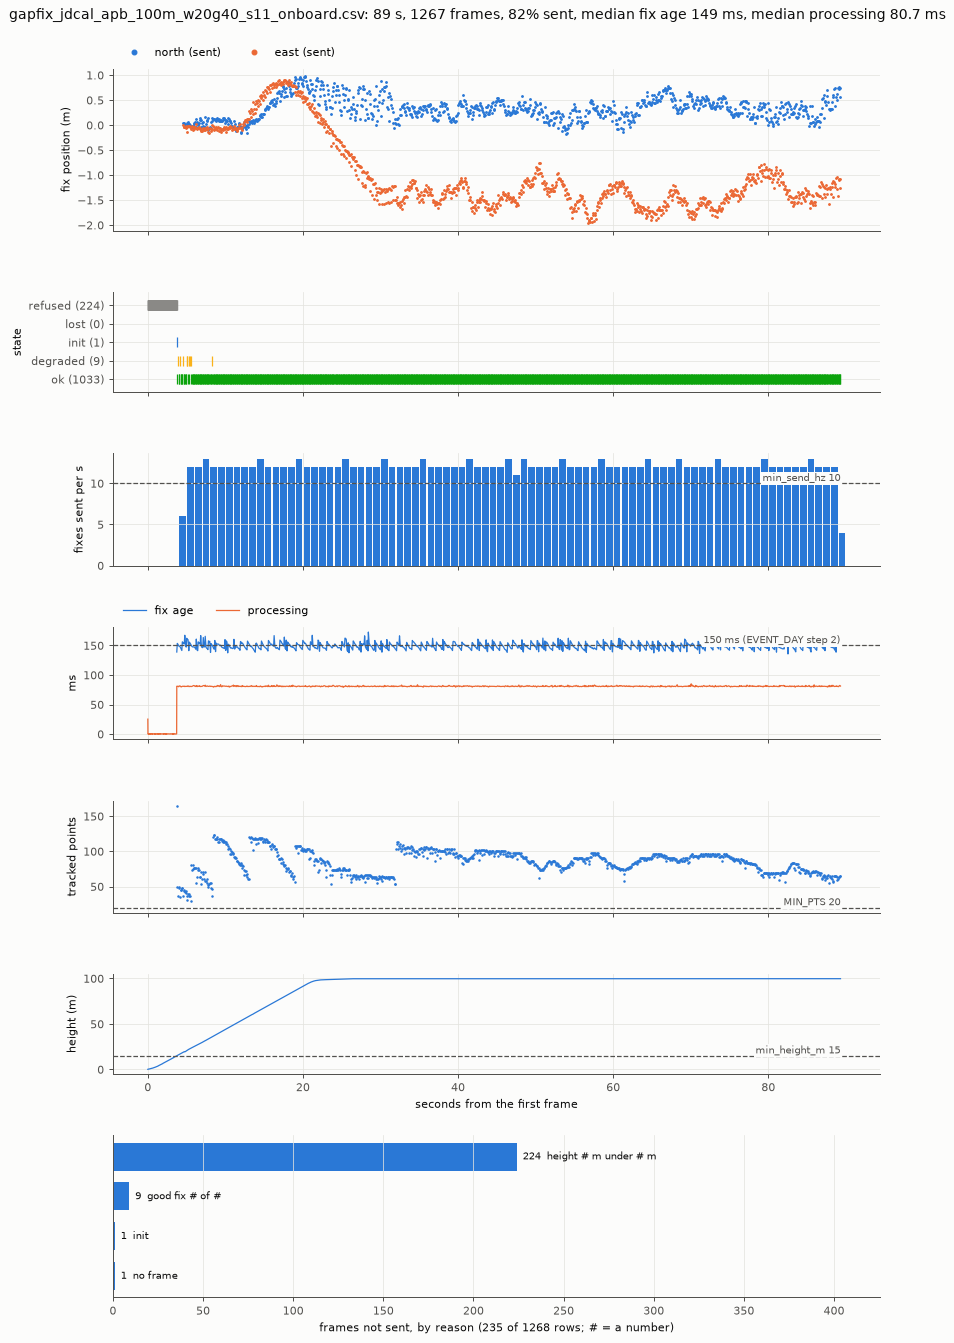 gapfix_jdcal_apb_100m_w20g40_s11_onboard.csv: 89 s, 1267 frames, 82% sent, median fix age 149 ms, median processing 80.7 ms
north (sent) east (sent)
1.0
0.5
0.0
−0.5
−1.0
−1.5
−2.0
fix position (m)
refused (224)
lost (0)
init (1)
degraded (9)
ok (1033)
state
10
5
0
fixes sent per s
min_send_hz 10
fix age processing
150
100
50
0
ms
150 ms (EVENT_DAY step 2)
150
100
50
tracked points
MIN_PTS 20
100
50
0
height (m)
min_height_m 15
0 20 40 60 80
seconds from the first frame
224 height # m under # m
9 good fix # of #
1 init
1 no frame
0 50 100 150 200 250 300 350 400
frames not sent, by reason (235 of 1268 rows; # = a number)